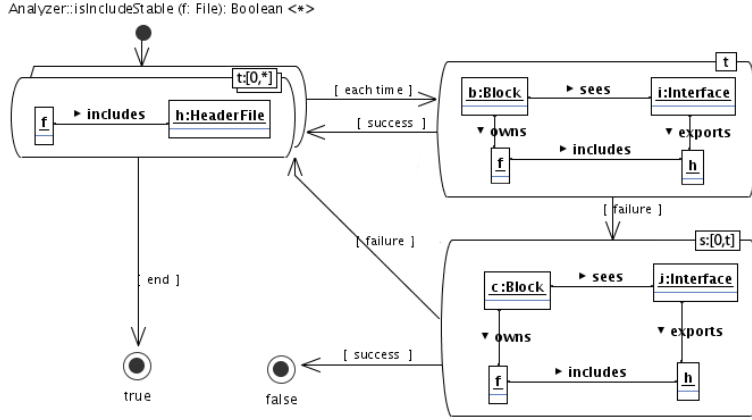 Analyzer::isIncludeStable (f: File): Boolean <*>
t:[0,*]
f
▶ includes
h:HeaderFile
[ each time ]
[ success ]
t
b:Block
▶ sees
i:Interface
▼ owns
▼ exports
f
▶ includes
h
[ failure ]
[ failure ]
s:[0,t]
c:Block
▶ sees
j:Interface
▼ owns
▼ exports
f
▶ includes
h
[ end ]
[ success ]
true
false